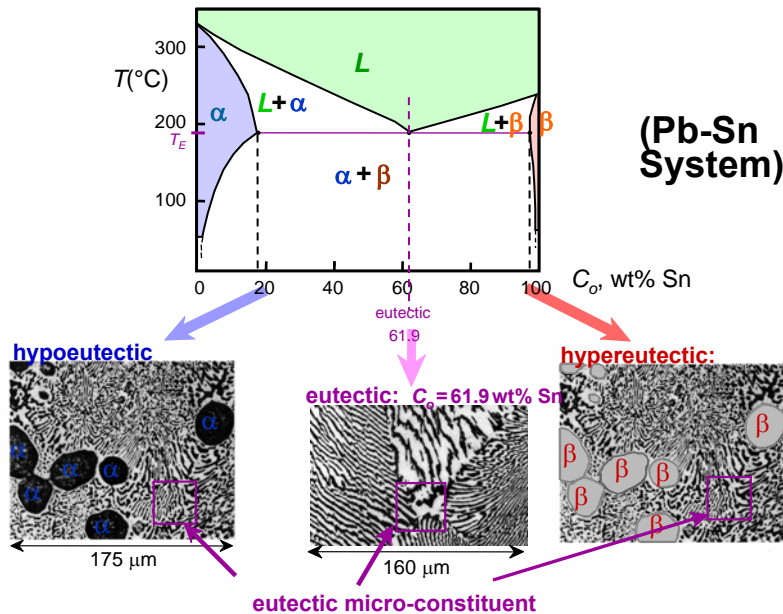 300
L
T(°C)
L+α
α
200
L+β β
T_E
(Pb-Sn
System)
α+β
100
0 20 40 60 80 100
C_o, wt% Sn
eutectic
61.9
hypoeutectic
hypereutectic:
eutectic: C_o=61.9 wt% Sn
α
α
α
α
α
α
β
β
β
β
β
β
175 μm
160 μm
eutectic micro-constituent